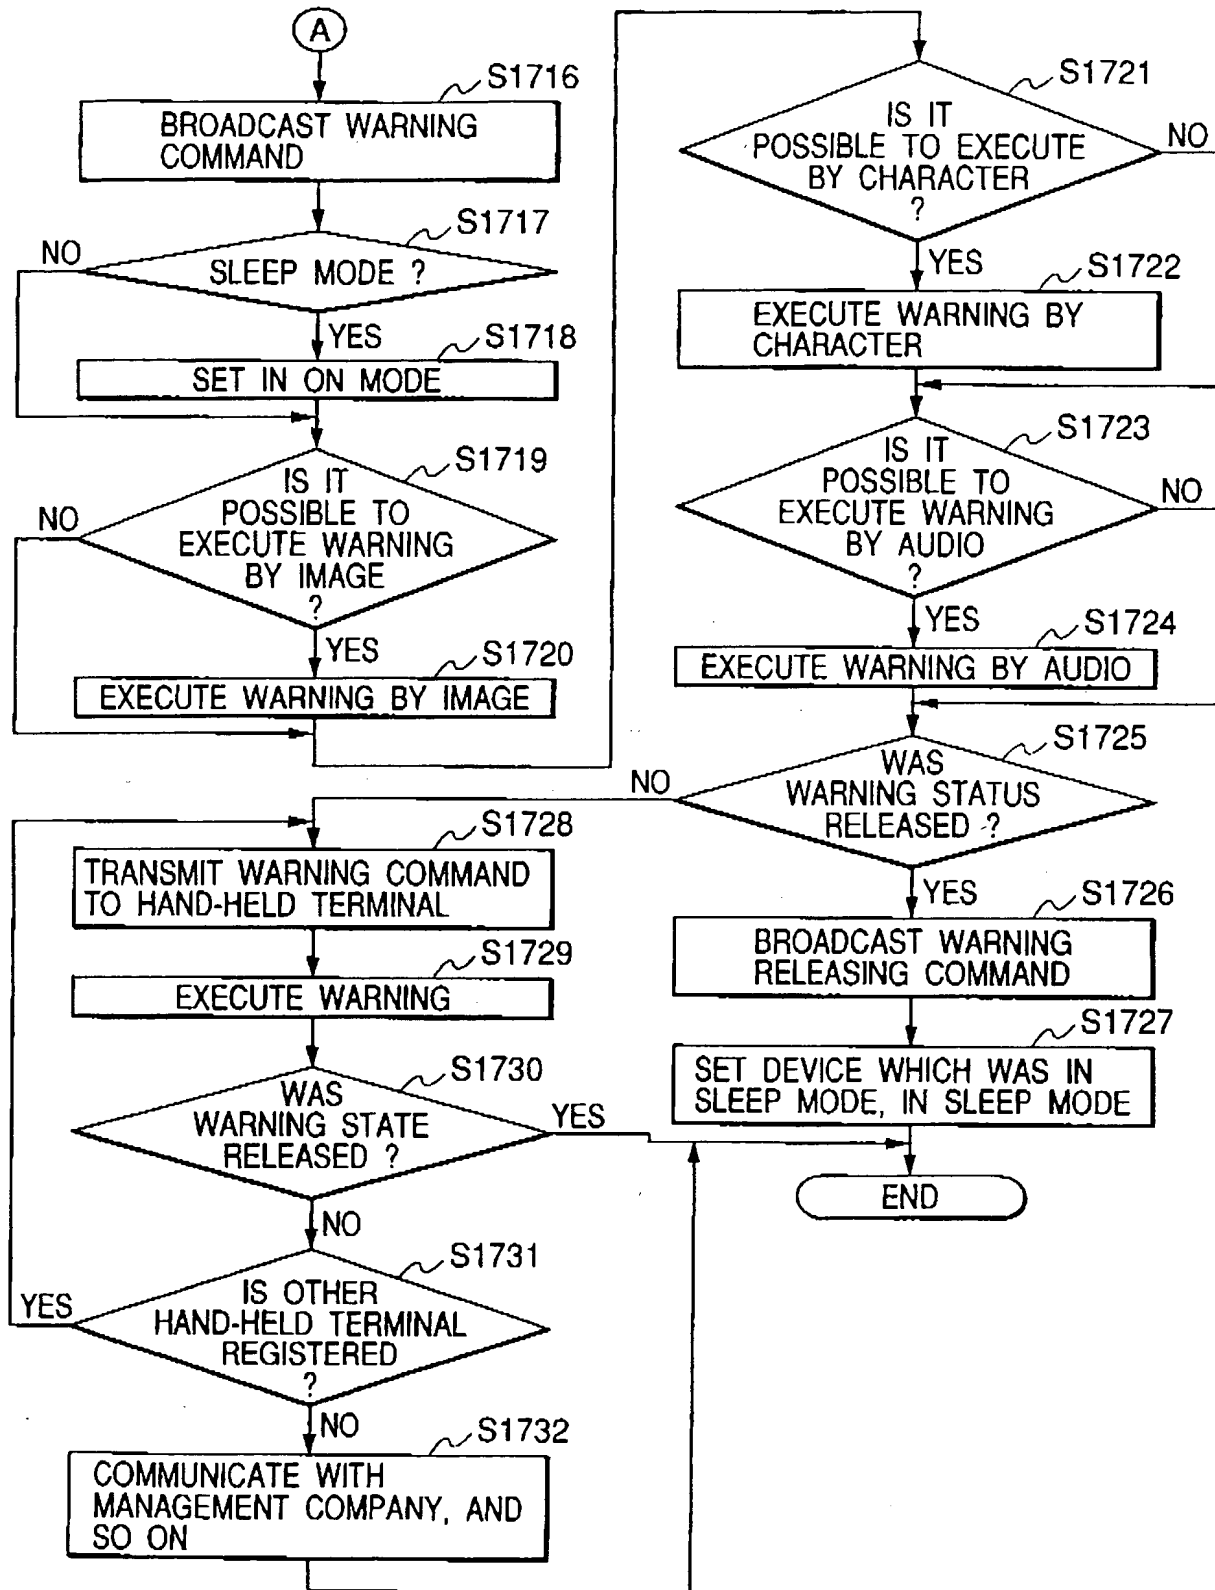 A
S1716
BROADCAST WARNING
COMMAND
S1717
NO
SLEEP MODE ?
YES
S1718
SET IN ON MODE
S1719
IS IT
POSSIBLE TO
EXECUTE WARNING
BY IMAGE
?
NO
YES
S1720
EXECUTE WARNING BY IMAGE
S1721
IS IT
POSSIBLE TO EXECUTE
BY CHARACTER
?
NO
YES
S1722
EXECUTE WARNING BY
CHARACTER
S1723
IS IT
POSSIBLE TO
EXECUTE WARNING
BY AUDIO
?
NO
YES
S1724
EXECUTE WARNING BY AUDIO
S1725
WAS
WARNING STATUS
RELEASED ?
NO
YES
S1726
BROADCAST WARNING
RELEASING COMMAND
S1727
SET DEVICE WHICH WAS IN
SLEEP MODE, IN SLEEP MODE
END
S1728
TRANSMIT WARNING COMMAND
TO HAND-HELD TERMINAL
S1729
EXECUTE WARNING
S1730
WAS
WARNING STATE
RELEASED ?
YES
NO
S1731
IS OTHER
HAND-HELD TERMINAL
REGISTERED
?
YES
NO
S1732
COMMUNICATE WITH
MANAGEMENT COMPANY, AND
SO ON